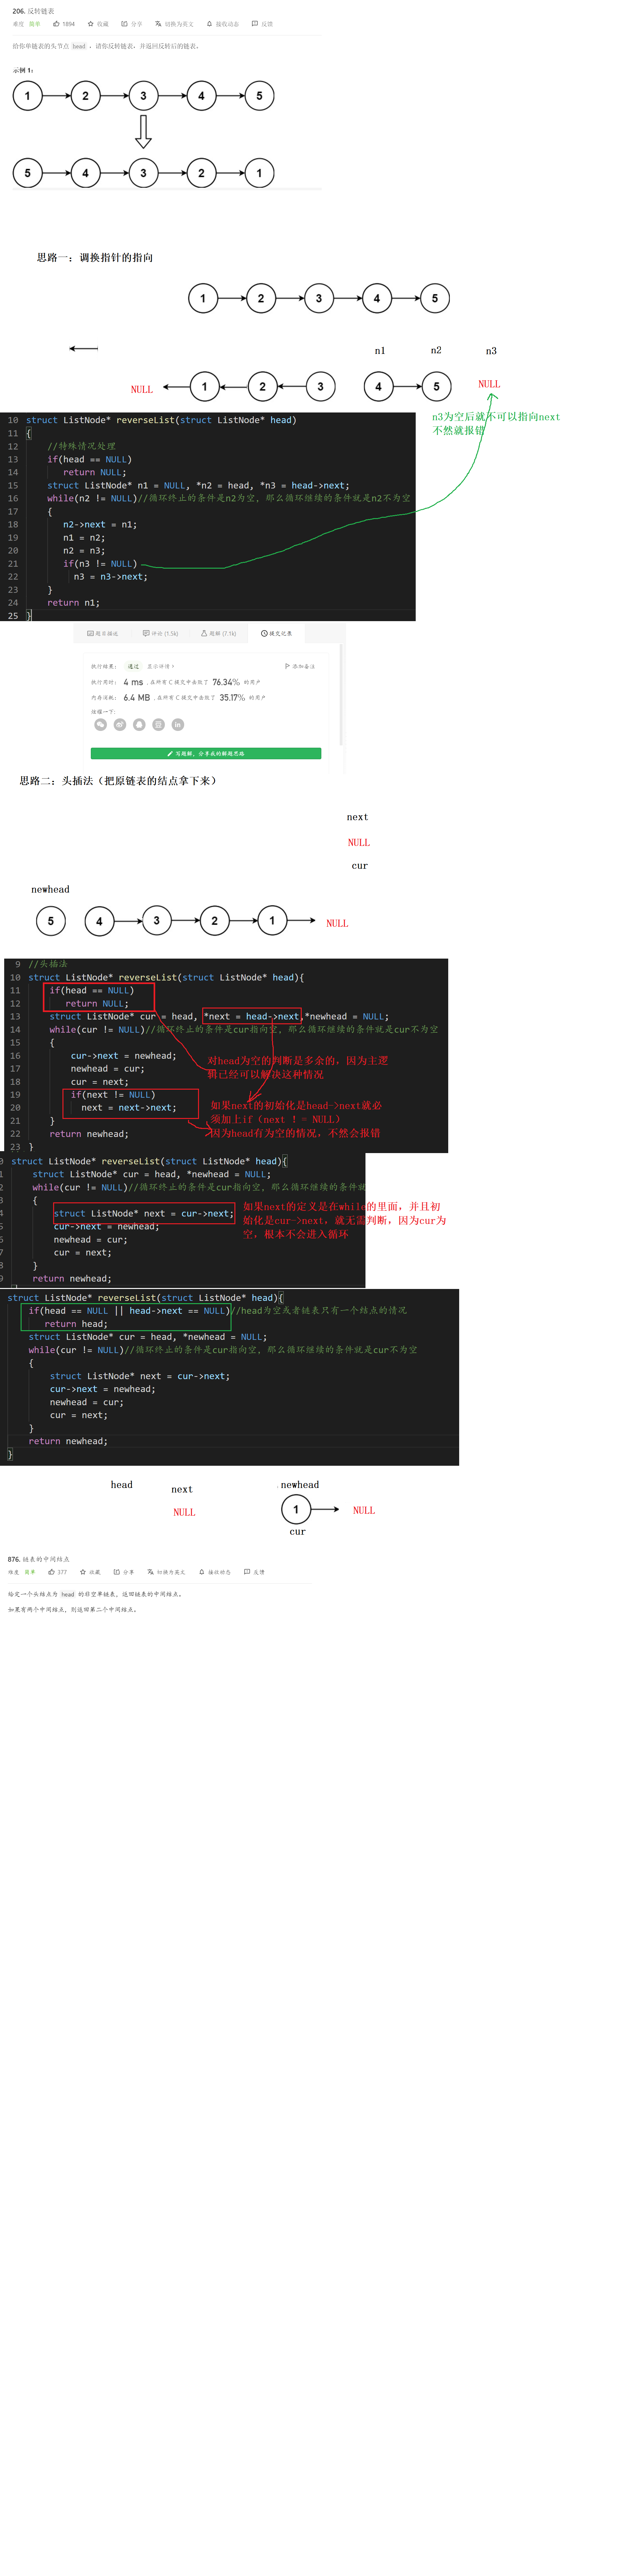 206. 反转链表
难度 简单 1894 收藏 分享 切换为英文 接收动态 反馈
给你单链表的头节点 head ，请你反转链表，并返回反转后的链表。
示例 1：
1 2 3 4 5
5 4 3 2 1
思路一：调换指针的指向
1 2 3 4 5
n1 n2 n3
NULL 1 2 3 4 5 NULL
n3为空后就不可以指向next
不然就报错
10 struct ListNode* reverseList(struct ListNode* head)
11 {
12 //特殊情况处理
13 if(head == NULL)
14 return NULL;
15 struct ListNode* n1 = NULL, *n2 = head, *n3 = head->next;
16 while(n2 != NULL)//循环终止的条件是n2为空，那么循环继续的条件就是n2不为空
17 {
18 n2->next = n1;
19 n1 = n2;
20 n2 = n3;
21 if(n3 != NULL)
22 n3 = n3->next;
23 }
24 return n1;
25 }
题目描述 评论 (1.5k) 题解 (7.1k) 提交记录
执行结果： 通过 显示详情 > 添加备注
执行用时： 4 ms ，在所有 C 提交中击败了 76.34% 的用户
内存消耗： 6.4 MB ，在所有 C 提交中击败了 35.17% 的用户
炫耀一下:
写题解，分享我的解题思路
思路二：头插法（把原链表的结点拿下来）
next
NULL
cur
newhead
5 4 3 2 1 NULL
9 //头插法
10 struct ListNode* reverseList(struct ListNode* head){
11 if(head == NULL)
12 return NULL;
13 struct ListNode* cur = head, *next = head->next,*newhead = NULL;
14 while(cur != NULL)//循环终止的条件是cur指向空，那么循环继续的条件就是cur不为空
15 {
16 cur->next = newhead;
17 newhead = cur;
18 cur = next;
19 if(next != NULL)
20 next = next->next;
21 }
22 return newhead;
23 }
对head为空的判断是多余的，因为主逻
辑已经可以解决这种情况
如果next的初始化是head->next就必
须加上if（next ！= NULL）
因为head有为空的情况，不然会报错
0 struct ListNode* reverseList(struct ListNode* head){
1 struct ListNode* cur = head, *newhead = NULL;
2 while(cur != NULL)//循环终止的条件是cur指向空，那么循环继续的条件就
3 {
4 struct ListNode* next = cur->next;
5 cur->next = newhead;
6 newhead = cur;
7 cur = next;
8 }
9 return newhead;
如果next的定义是在while的里面，并且初
始化是cur->next，就无需判断，因为cur为
空，根本不会进入循环
struct ListNode* reverseList(struct ListNode* head){
if(head == NULL || head->next == NULL)//head为空或者链表只有一个结点的情况
return head;
struct ListNode* cur = head, *newhead = NULL;
while(cur != NULL)//循环终止的条件是cur指向空，那么循环继续的条件就是cur不为空
{
struct ListNode* next = cur->next;
cur->next = newhead;
newhead = cur;
cur = next;
}
return newhead;
}
head next newhead
NULL 1 NULL
cur
876. 链表的中间结点
难度 简单 577 收藏 分享 切换为英文 接收动态 反馈
给定一个头结点为 head 的非空单链表，返回链表的中间结点。
如果有两个中间结点，则返回第二个中间结点。